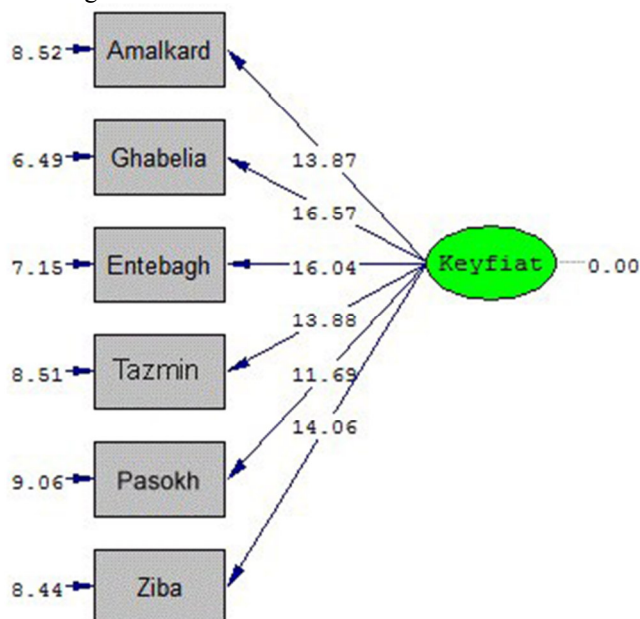 8.52 Amalkard
13.87
6.49 Ghabelia
16.57
7.15 Entebagh 16.04 Keyfiat 0.00
13.88
8.51 Tazmin
11.69
14.06
9.06 Pasokh
8.44 Ziba